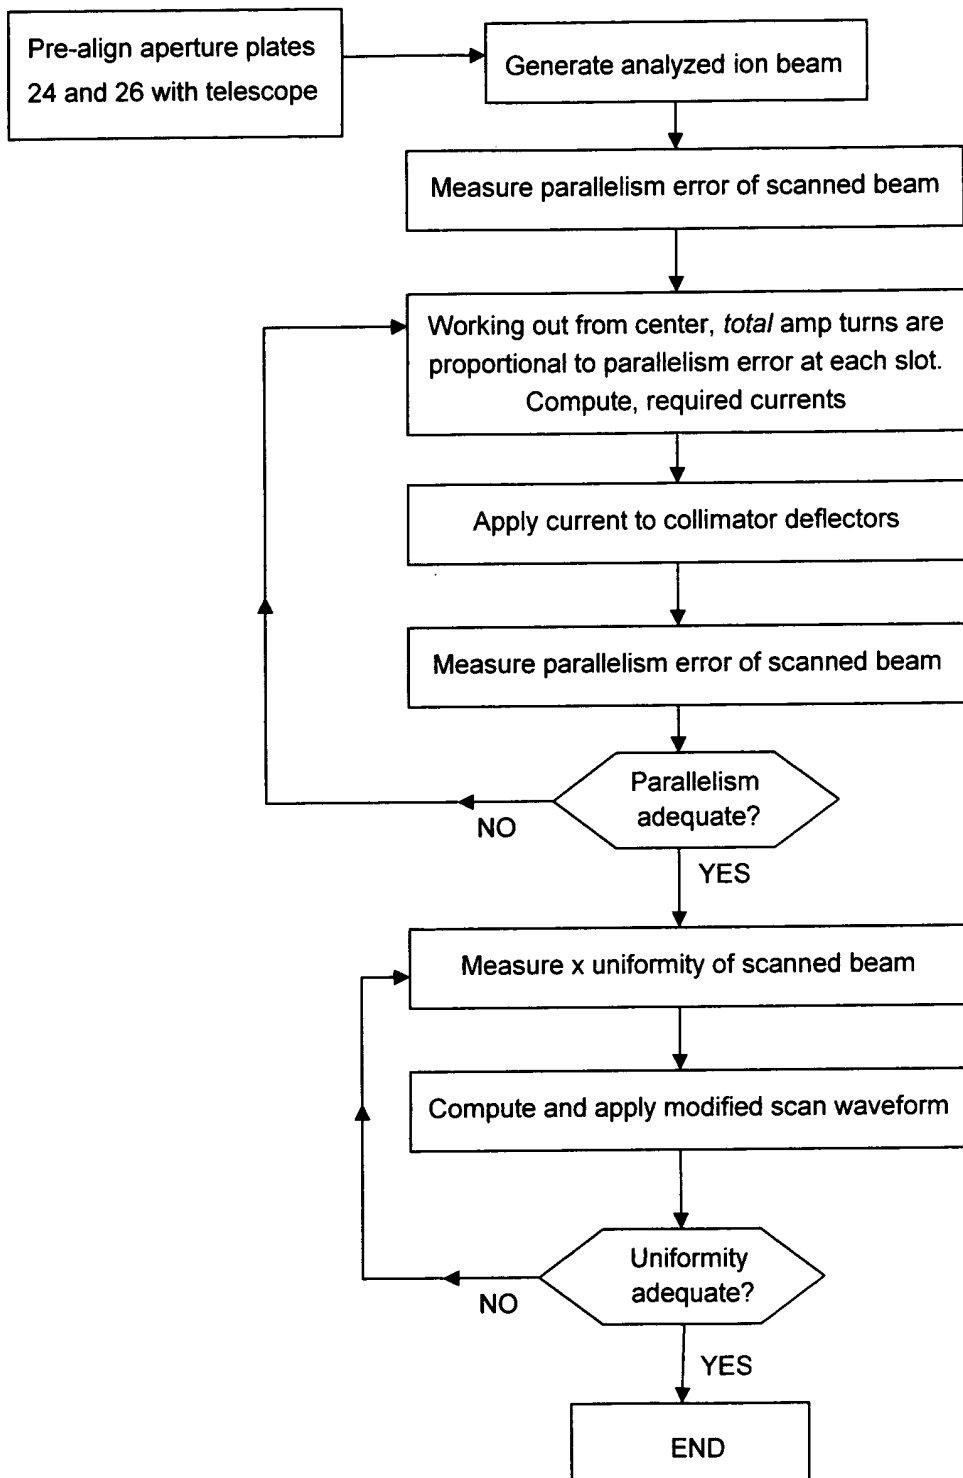 Pre-align aperture plates
24 and 26 with telescope
Generate analyzed ion beam
Measure parallelism error of scanned beam
Working out from center, total amp turns are
proportional to parallelism error at each slot.
Compute, required currents
Apply current to collimator deflectors
Measure parallelism error of scanned beam
Parallelism
adequate?
NO
YES
Measure x uniformity of scanned beam
Compute and apply modified scan waveform
Uniformity
adequate?
NO
YES
END